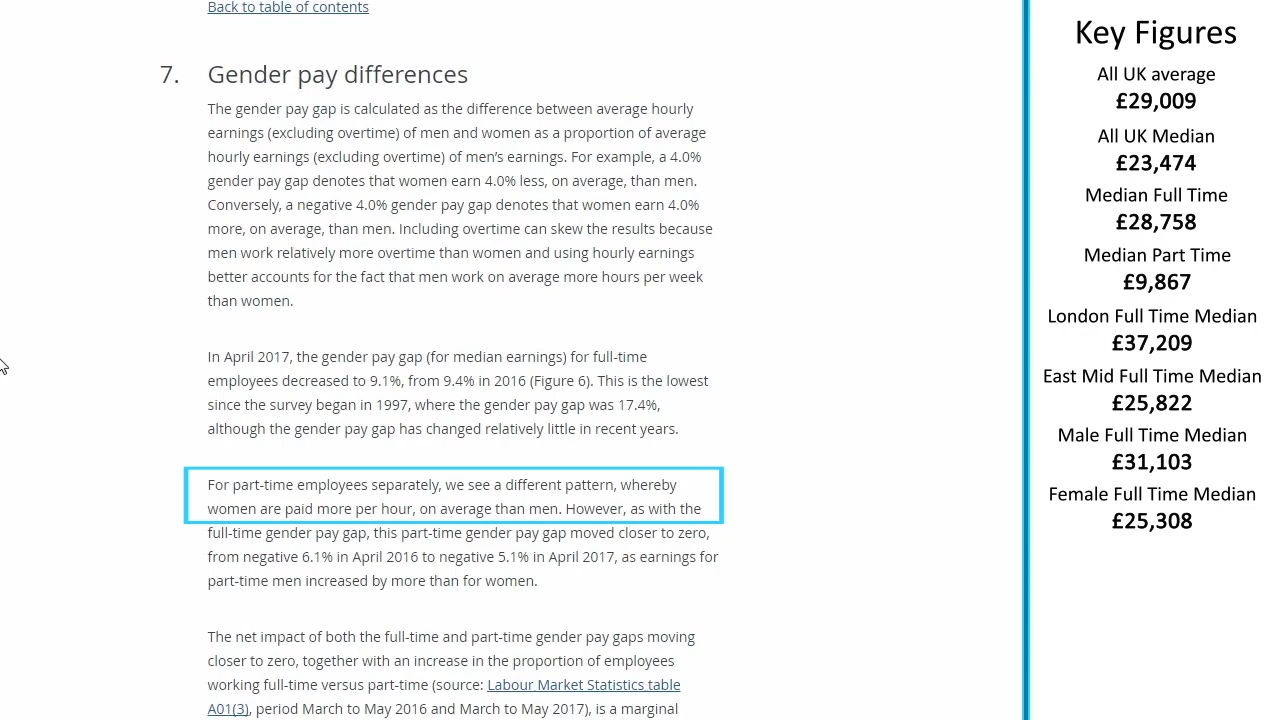 Back to table of contents
7. Gender pay differences
The gender pay gap is calculated as the difference between average hourly
earnings (excluding overtime) of men and women as a proportion of average
hourly earnings (excluding overtime) of men’s earnings. For example, a 4.0%
gender pay gap denotes that women earn 4.0% less, on average, than men.
Conversely, a negative 4.0% gender pay gap denotes that women earn 4.0%
more, on average, than men. Including overtime can skew the results because
men work relatively more overtime than women and using hourly earnings
better accounts for the fact that men work on average more hours per week
than women.
In April 2017, the gender pay gap (for median earnings) for full-time
employees decreased to 9.1%, from 9.4% in 2016 (Figure 6). This is the lowest
since the survey began in 1997, where the gender pay gap was 17.4%,
although the gender pay gap has changed relatively little in recent years.
For part-time employees separately, we see a different pattern, whereby
women are paid more per hour, on average than men. However, as with the
full-time gender pay gap, this part-time gender pay gap moved closer to zero,
from negative 6.1% in April 2016 to negative 5.1% in April 2017, as earnings for
part-time men increased by more than for women.
The net impact of both the full-time and part-time gender pay gaps moving
closer to zero, together with an increase in the proportion of employees
working full-time versus part-time (source: Labour Market Statistics table
A01(3), period March to May 2016 and March to May 2017), is a marginal
Key Figures
All UK average
£29,009
All UK Median
£23,474
Median Full Time
£28,758
Median Part Time
£9,867
London Full Time Median
£37,209
East Mid Full Time Median
£25,822
Male Full Time Median
£31,103
Female Full Time Median
£25,308